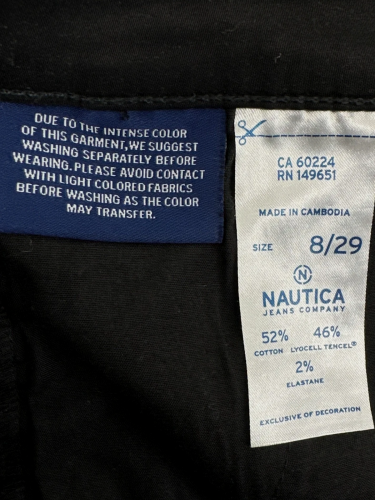 DUE TO THE INTENSE COLOR
OF THIS GARMENT,WE SUGGEST
WASHING SEPARATELY BEFORE
WEARING. PLEASE AVOID CONTACT
WITH LIGHT COLORED FABRICS
BEFORE WASHING AS THE COLOR
MAY TRANSFER.
CA 60224
RN 149651
MADE IN CAMBODIA
SIZE 8/29
N
NAUTICA
JEANS COMPANY
52% 46%
COTTON LYOCELL TENCEL®
2%
ELASTANE
EXCLUSIVE OF DECORATION